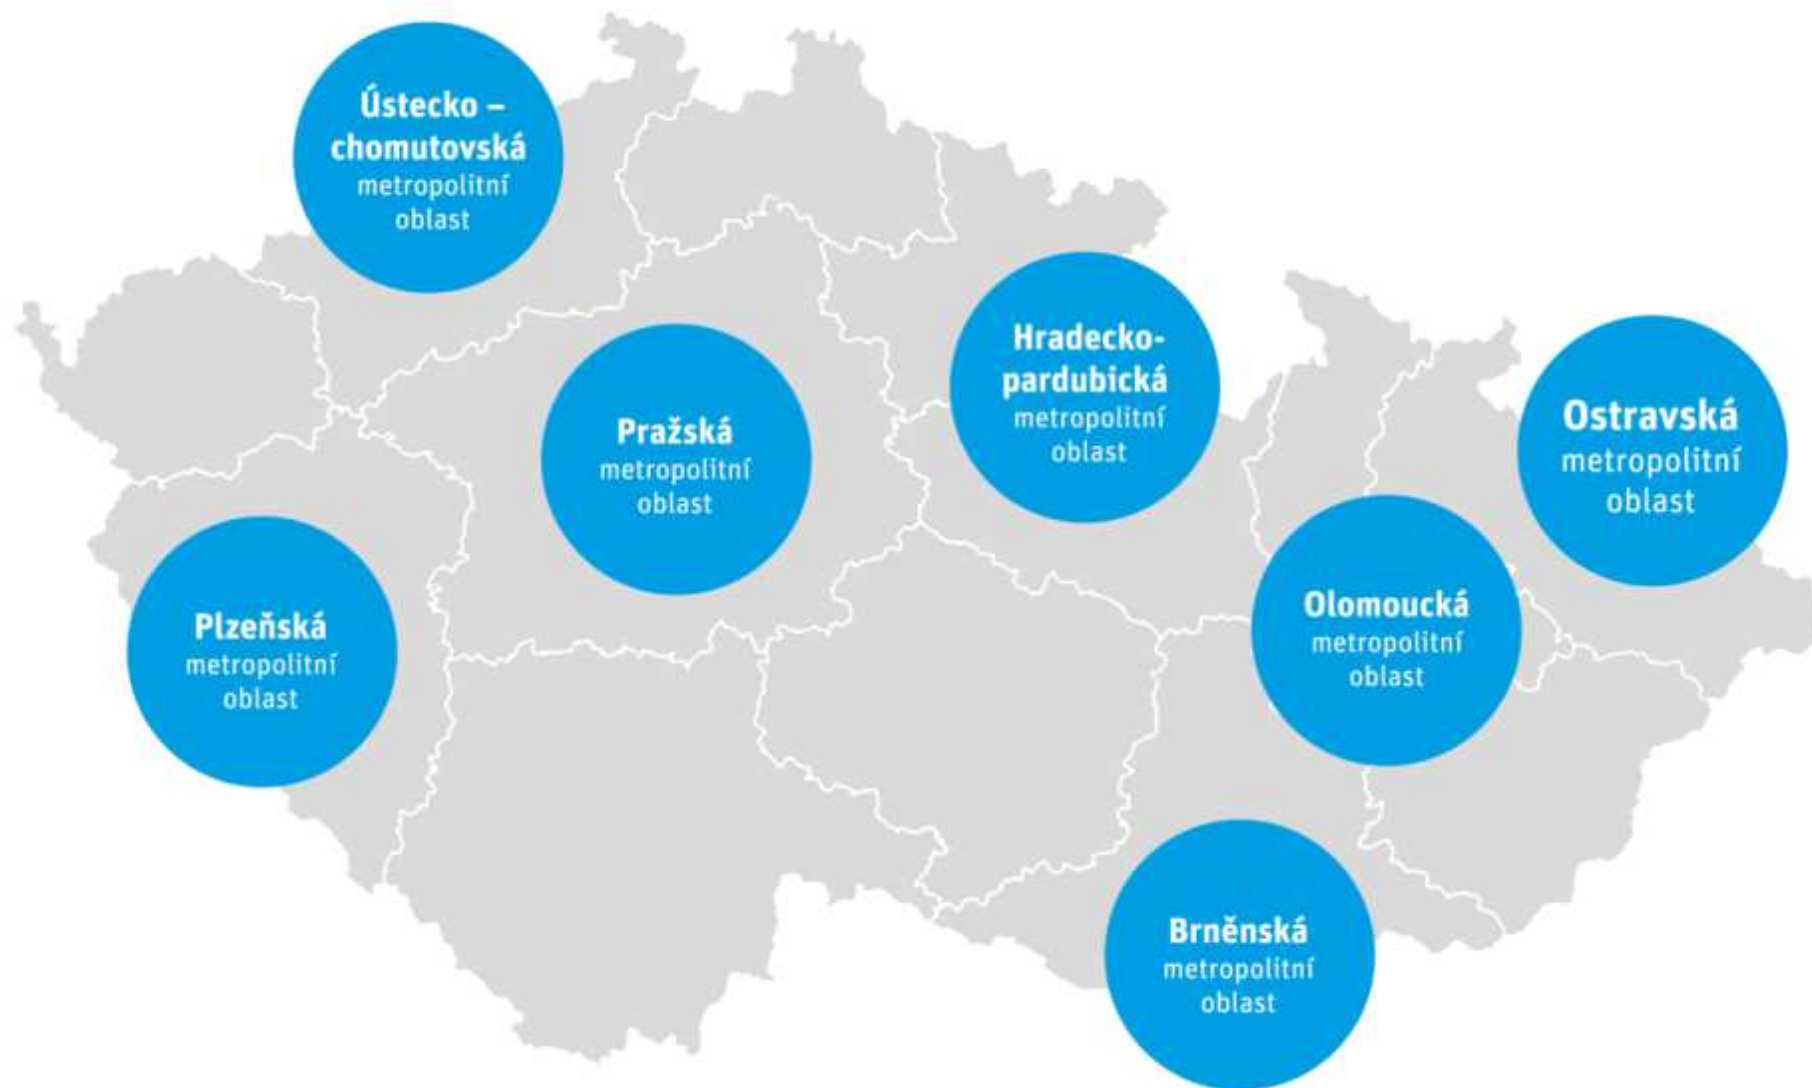 Ústecko –
chomutovská
metropolitní
oblast
Hradecko-
pardubická
metropolitní
oblast
Pražská
metropolitní
oblast
Ostravská
metropolitní
oblast
Plzeňská
metropolitní
oblast
Olomoucká
metropolitní
oblast
Brněnská
metropolitní
oblast